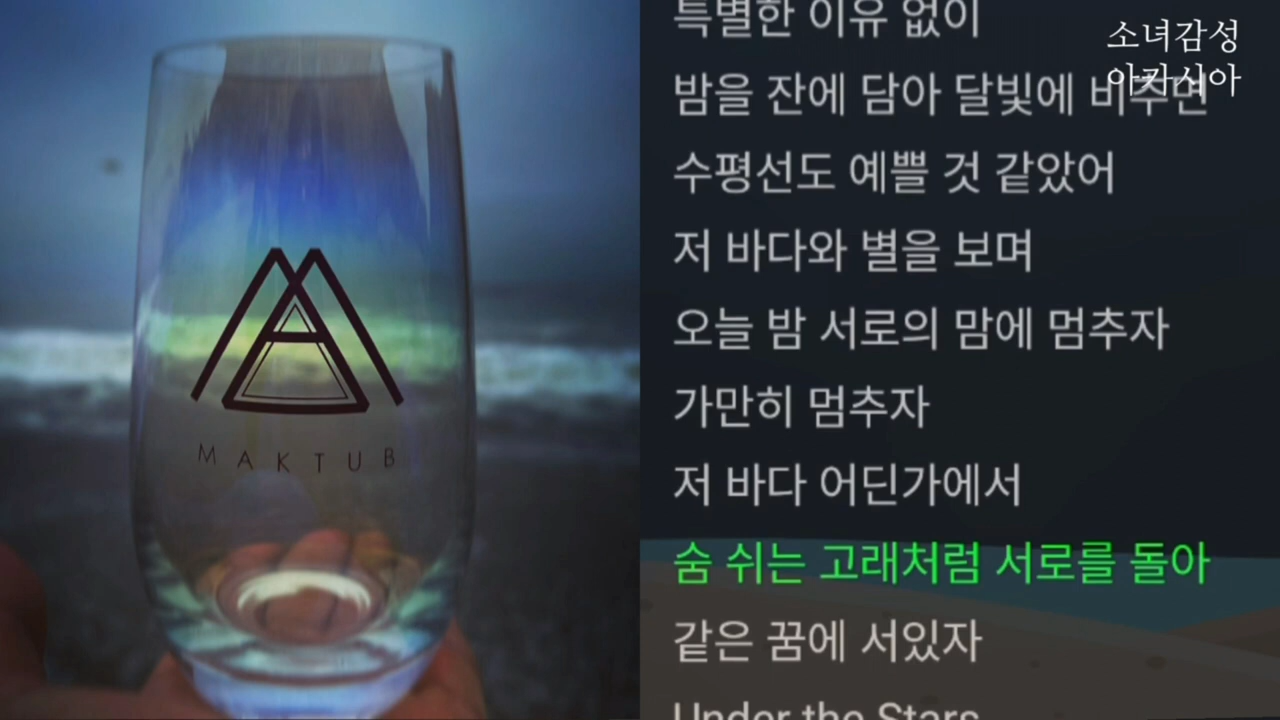 MAKTUB
소녀감성
아카시아
특별한 이유 없이
밤을 잔에 담아 달빛에 비추면
수평선도 예쁠 것 같았어
저 바다와 별을 보며
오늘 밤 서로의 맘에 멈추자
가만히 멈추자
저 바다 어딘가에서
숨 쉬는 고래처럼 서로를 돌아
같은 꿈에 서있자
Under the Stars